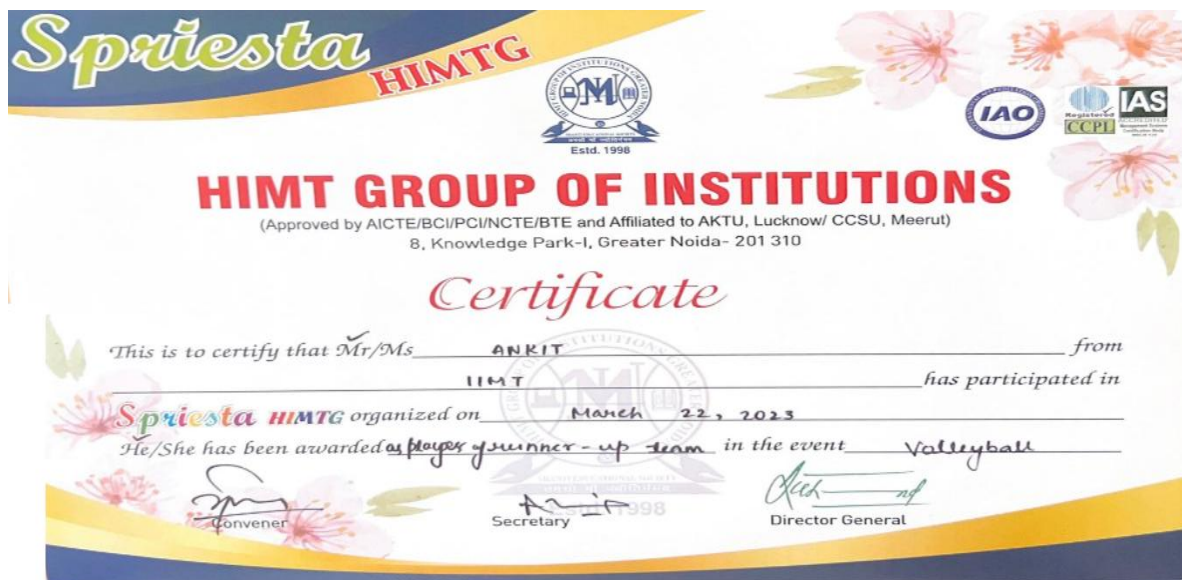 Spriesta
HIMTG
Estd. 1998
IAO
Registered
CCPL
IAS
ACCREDITED
HIMT GROUP OF INSTITUTIONS
(Approved by AICTE/BCI/PCI/NCTE/BTE and Affiliated to AKTU, Lucknow/ CCSU, Meerut)
8, Knowledge Park-I, Greater Noida- 201 310
Certificate
This is to certify that Mr/Ms ANKIT from
IIMT has participated in
Spriesta HIMTG organized on March 22, 2023
He/She has been awarded as player of runner-up team in the event Volleyball
Convener
Secretary
Director General